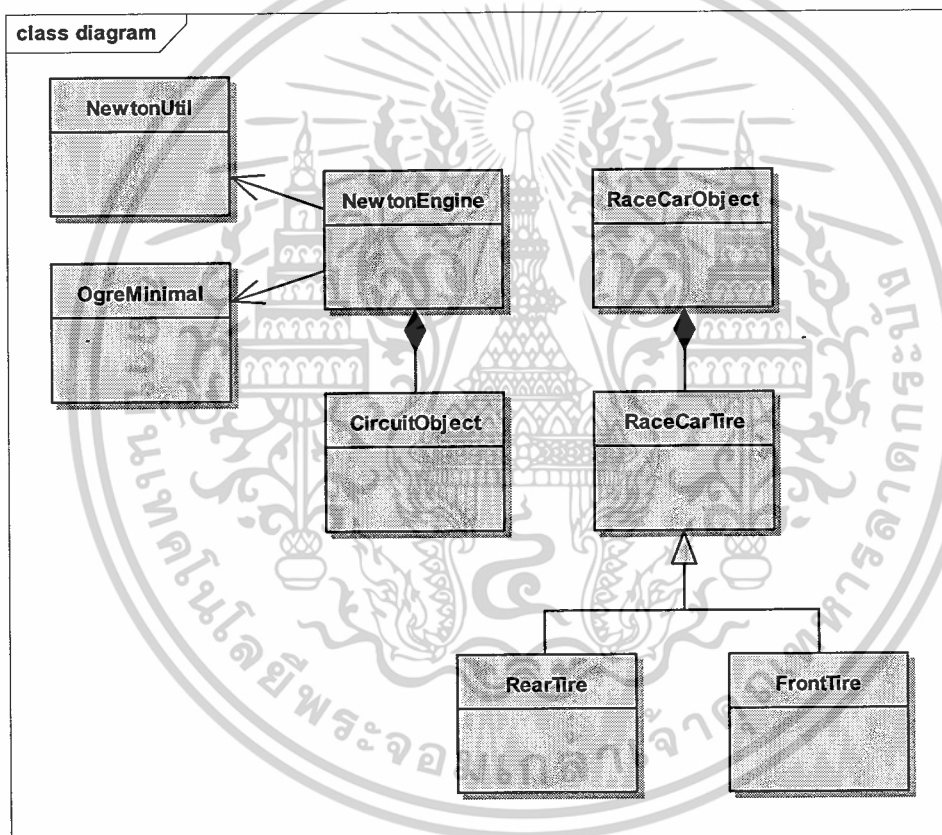 class diagram
NewtonUtil
NewtonEngine
RaceCarObject
OgreMinimal
CircuitObject
RaceCarTire
RearTire
FrontTire